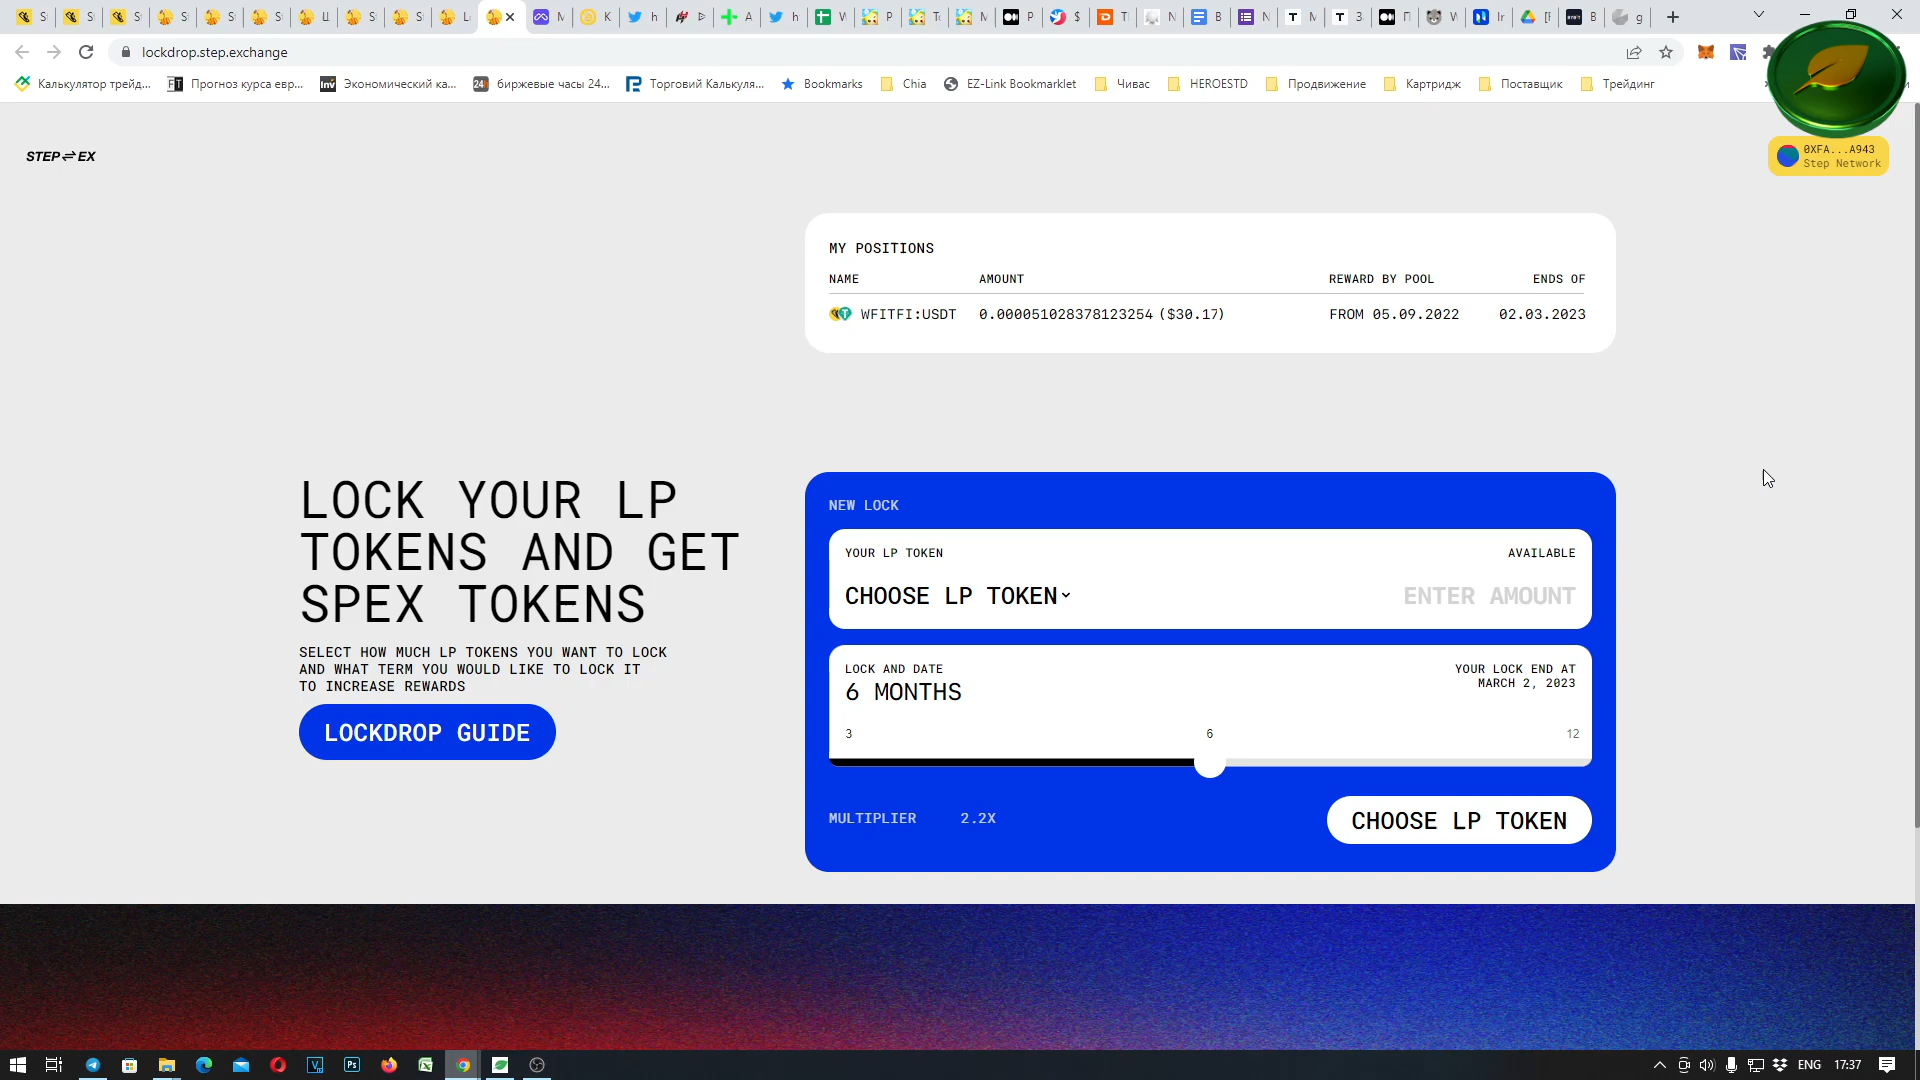 lockdrop.step.exchange
Калькулятор трейд...
Прогноз курса евр...
Экономический ка...
биржевые часы 24...
Торговий Калькуля...
Bookmarks
Chia
EZ-Link Bookmarklet
Чивас
HEROESTD
Продвижение
Картридж
Поставщик
Трейдинг
STEP⇌EX
0XFA...A943
Step Network
MY POSITIONS
NAME AMOUNT REWARD BY POOL ENDS OF
WFITFI:USDT 0.000051028378123254 ($30.17) FROM 05.09.2022 02.03.2023
LOCK YOUR LP
TOKENS AND GET
SPEX TOKENS
SELECT HOW MUCH LP TOKENS YOU WANT TO LOCK
AND WHAT TERM YOU WOULD LIKE TO LOCK IT
TO INCREASE REWARDS
LOCKDROP GUIDE
NEW LOCK
YOUR LP TOKEN AVAILABLE
CHOOSE LP TOKEN ENTER AMOUNT
LOCK AND DATE YOUR LOCK END AT
6 MONTHS MARCH 2, 2023
3 6 12
MULTIPLIER 2.2X
CHOOSE LP TOKEN
ENG 17:37